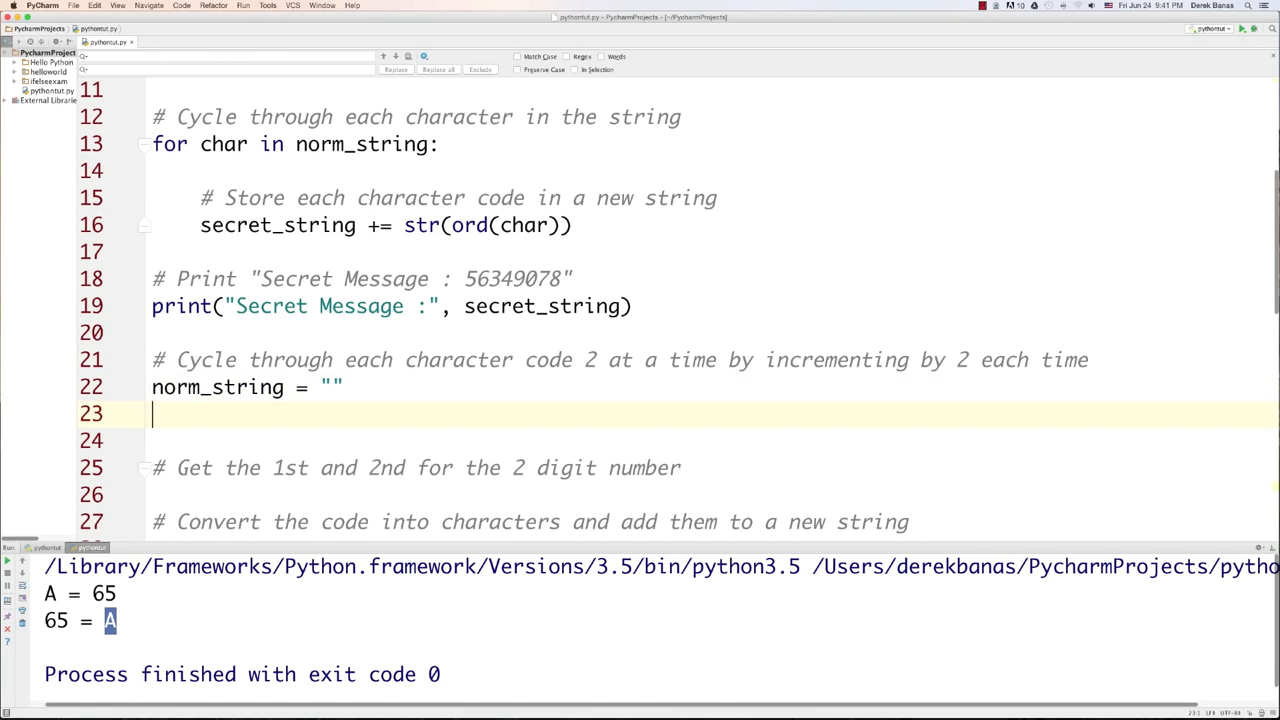 PyCharm File Edit View Navigate Code Refactor Run Tools VCS Window Help 10 Fri Jun 24 9:41 PM Derek Banas
pythontut.py - PycharmProjects - [~/PycharmProjects]
PycharmProjects pythontut.py pythontut
pythontut.py ×
PycharmProject
Hello Python
helloworld
ifelseexam
pythontut.py
External Librarie
Match Case Regex Words
Replace Replace all Exclude Preserve Case In Selection
11
12 # Cycle through each character in the string
13 for char in norm_string:
14
15 # Store each character code in a new string
16 secret_string += str(ord(char))
17
18 # Print "Secret Message : 56349078"
19 print("Secret Message :", secret_string)
20
21 # Cycle through each character code 2 at a time by incrementing by 2 each time
22 norm_string = ""
23
24
25 # Get the 1st and 2nd for the 2 digit number
26
27 # Convert the code into characters and add them to a new string
Run: pythontut pythontut
/Library/Frameworks/Python.framework/Versions/3.5/bin/python3.5 /Users/derekbanas/PycharmProjects/pytho
A = 65
65 = A
Process finished with exit code 0
23:1 LF÷ UTF-8÷